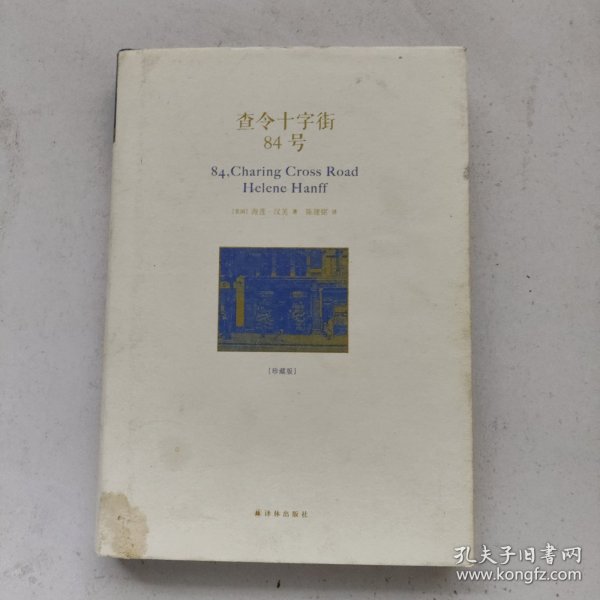 查令十字街
84 号
84, Charing Cross Road
Helene Hanff
[美国] 海莲·汉芙 著 陈建铭 译
[珍藏版]
译林出版社
孔夫子旧书网
www.kongfz.com